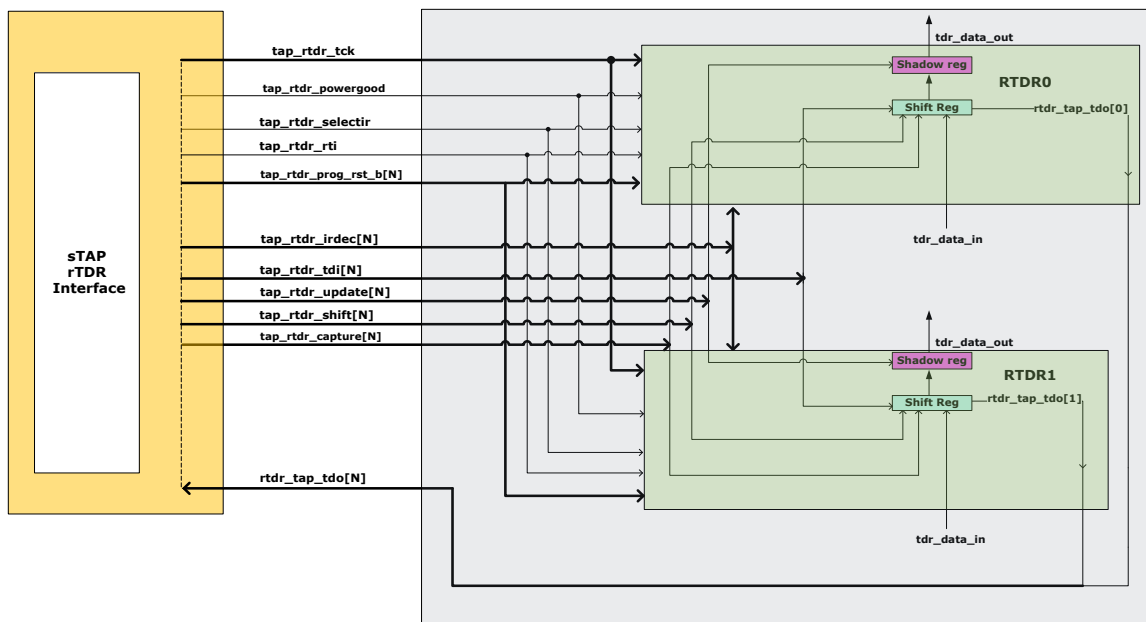 tap_rtdr_tck
tap_rtdr_powergood
tap_rtdr_selectir
tap_rtdr_rti
tap_rtdr_prog_rst_b[N]
tap_rtdr_irdec[N]
tap_rtdr_tdi[N]
tap_rtdr_update[N]
tap_rtdr_shift[N]
tap_rtdr_capture[N]
rtdr_tap_tdo[N]
sTAP
rTDR
Interface
tdr_data_out
Shadow reg
RTDR0
Shift Reg
rtdr_tap_tdo[0]
tdr_data_in
tdr_data_out
Shadow reg
RTDR1
Shift Reg
rtdr_tap_tdo[1]
tdr_data_in